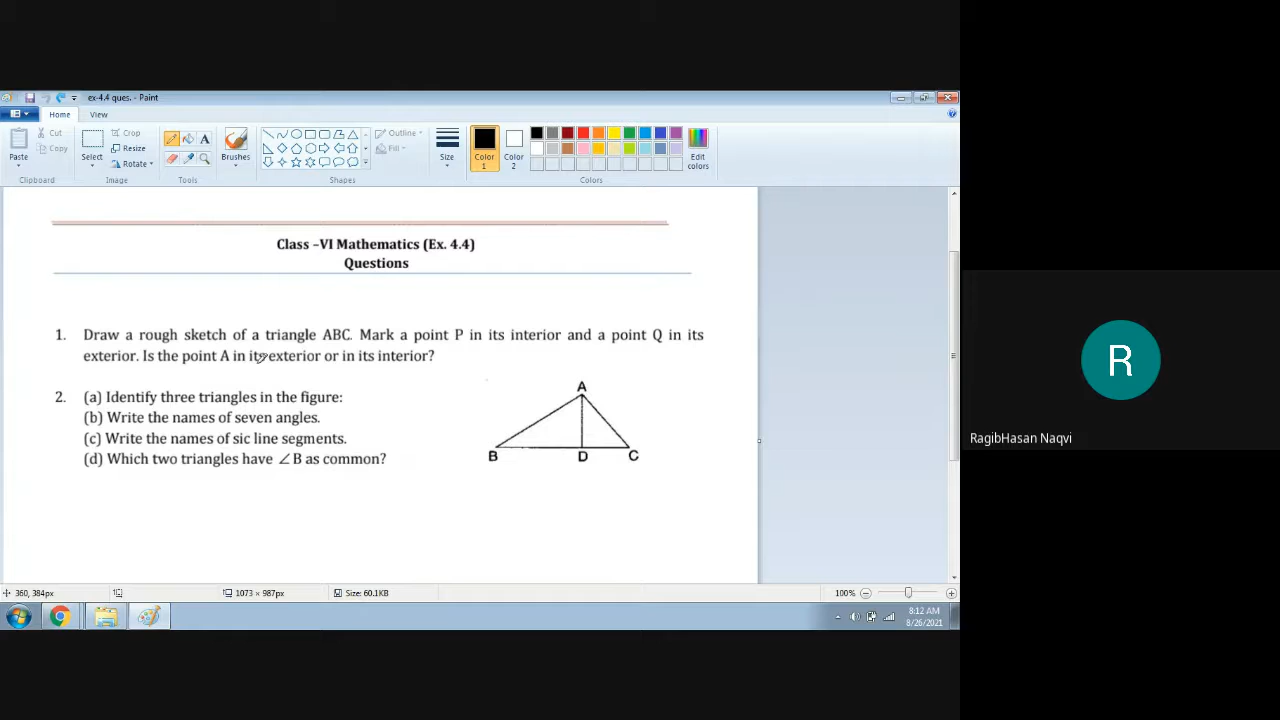 ex-4.4 ques. - Paint
Home View
Cut
Copy
Paste
Clipboard
Crop
Resize
Rotate
Select
Image
Tools
Brushes
Outline
Fill
Shapes
Size
Color 1
Color 2
Edit colors
Colors
Class –VI Mathematics (Ex. 4.4)
Questions
1. Draw a rough sketch of a triangle ABC. Mark a point P in its interior and a point Q in its
exterior. Is the point A in its exterior or in its interior?
2. (a) Identify three triangles in the figure:
(b) Write the names of seven angles.
(c) Write the names of sic line segments.
(d) Which two triangles have ∠B as common?
A
B D C
R
RagibHasan Naqvi
360, 384px
1073 × 987px
Size: 60.1KB
100%
8:12 AM
8/26/2021